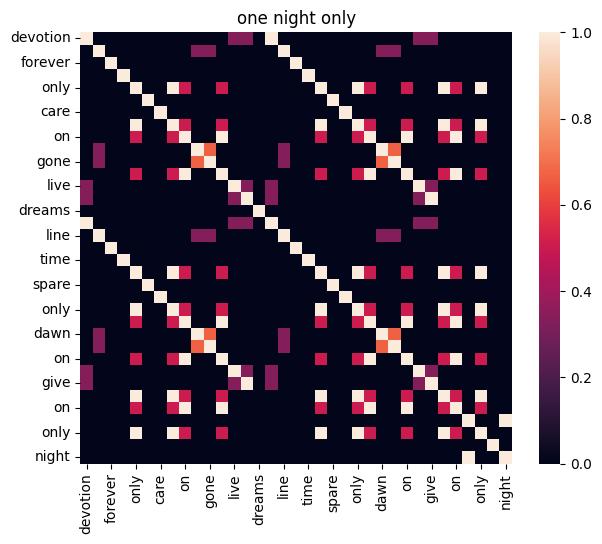 one night only
devotion
forever
only
care
on
gone
live
dreams
line
time
spare
only
dawn
on
give
on
only
night
1.0
0.8
0.6
0.4
0.2
0.0
devotion
forever
only
care
on
gone
live
dreams
line
time
spare
only
dawn
on
give
on
only
night